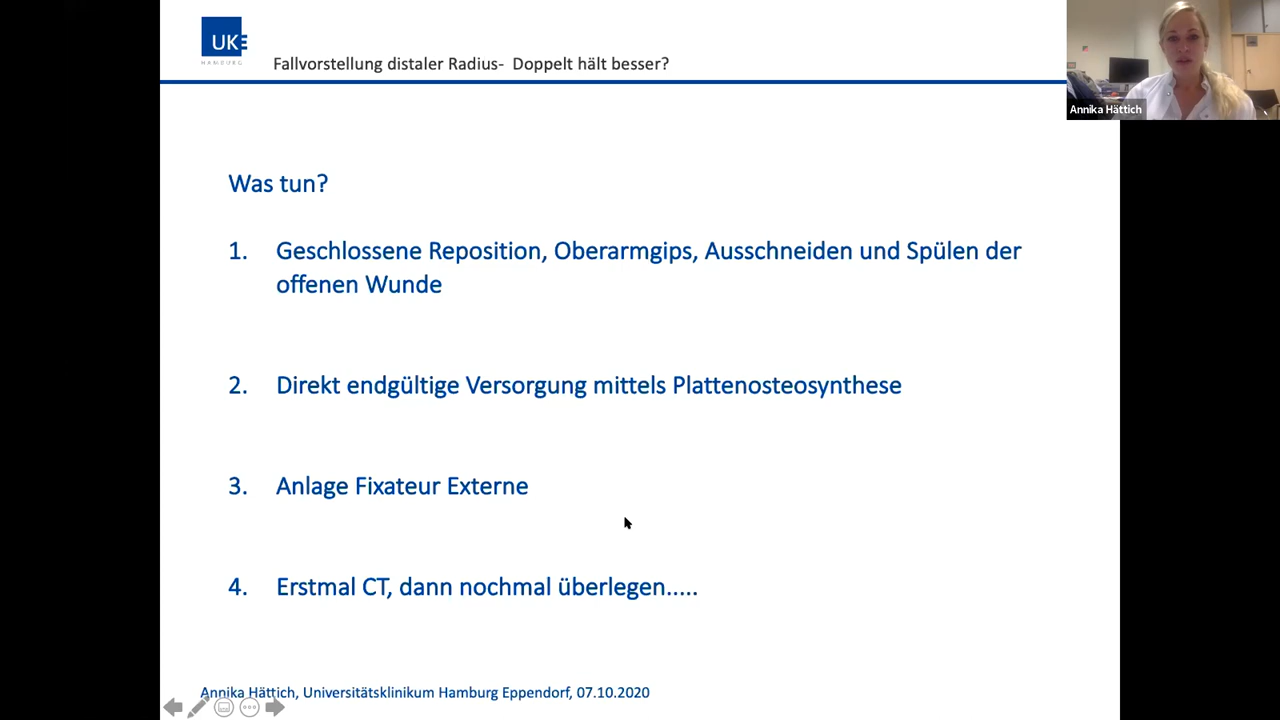 UKE
HAMBURG
Fallvorstellung distaler Radius- Doppelt hält besser?
Annika Hättich
Was tun?
1. Geschlossene Reposition, Oberarmgips, Ausschneiden und Spülen der
offenen Wunde
2. Direkt endgültige Versorgung mittels Plattenosteosynthese
3. Anlage Fixateur Externe
4. Erstmal CT, dann nochmal überlegen.....
Annika Hättich, Universitätsklinikum Hamburg Eppendorf, 07.10.2020